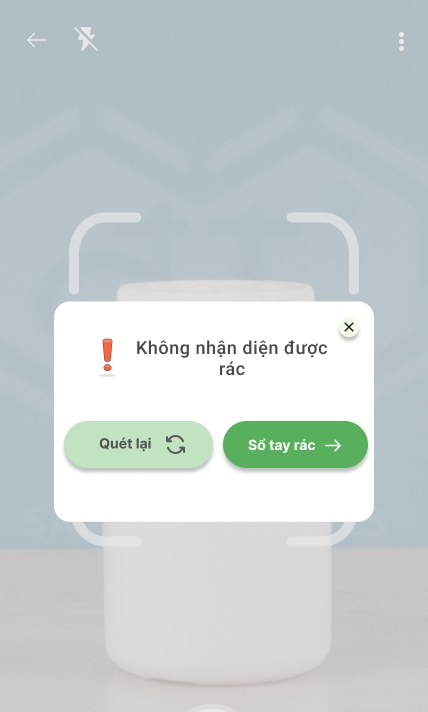 Không nhận diện được
rác
Quét lại
Sổ tay rác